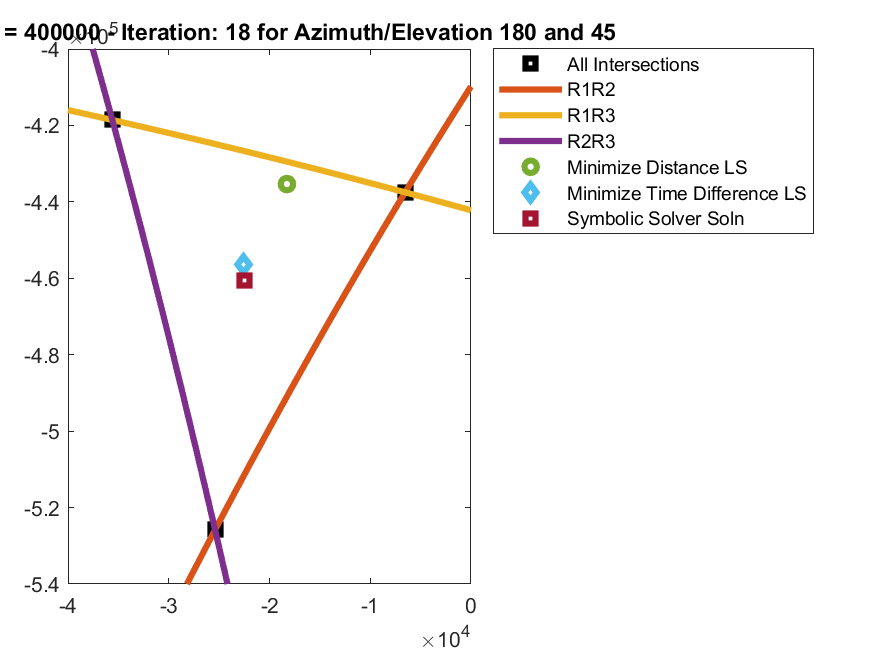 = 400000 - Iteration: 18 for Azimuth/Elevation 180 and 45
×10^5
-4
-4.2
-4.4
-4.6
-4.8
-5
-5.2
-5.4
-4 -3 -2 -1 0
×10^4
All Intersections
R1R2
R1R3
R2R3
Minimize Distance LS
Minimize Time Difference LS
Symbolic Solver Soln